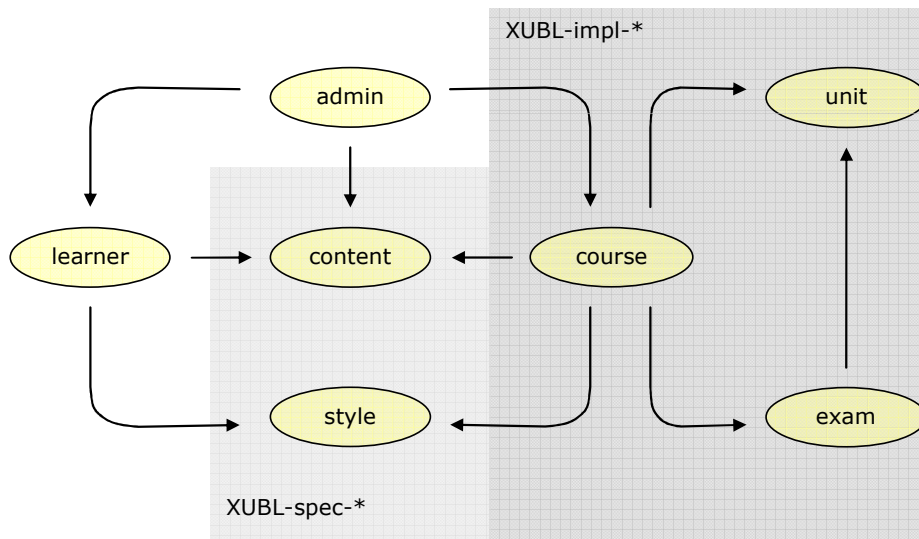 XUBL-impl-*
admin
unit
learner
content
course
style
exam
XUBL-spec-*